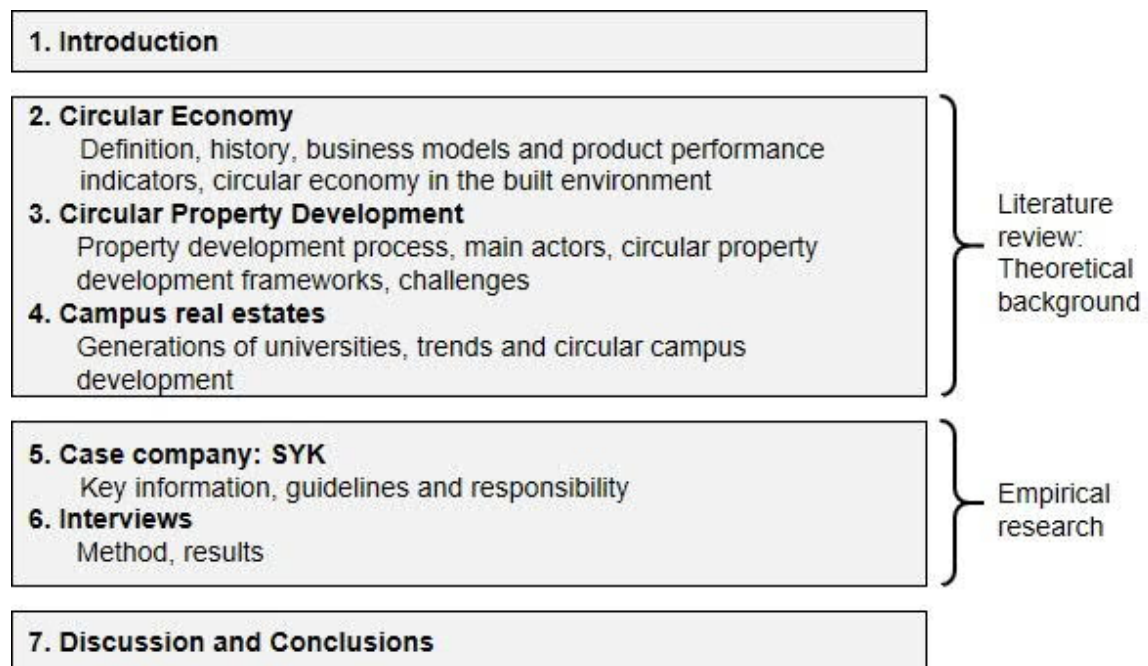 1. Introduction
2. Circular Economy
Definition, history, business models and product performance
indicators, circular economy in the built environment
3. Circular Property Development
Property development process, main actors, circular property
development frameworks, challenges
4. Campus real estates
Generations of universities, trends and circular campus
development
Literature
review:
Theoretical
background
5. Case company: SYK
Key information, guidelines and responsibility
6. Interviews
Method, results
Empirical
research
7. Discussion and Conclusions